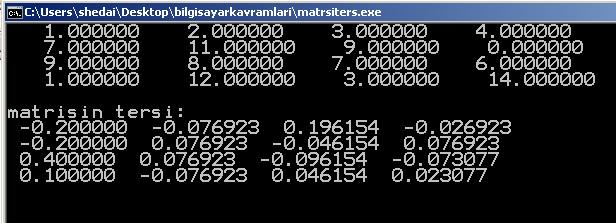 C:\Users\shedai\Desktop\bilgisayarkavramlari\matrsiters.exe
1.000000 2.000000 3.000000 4.000000
7.000000 11.000000 9.000000 0.000000
9.000000 8.000000 7.000000 6.000000
1.000000 12.000000 3.000000 14.000000
matrisin tersi:
-0.200000 -0.076923 0.196154 -0.026923
-0.200000 0.076923 -0.046154 0.076923
0.400000 0.076923 -0.096154 -0.073077
0.100000 -0.076923 0.046154 0.023077